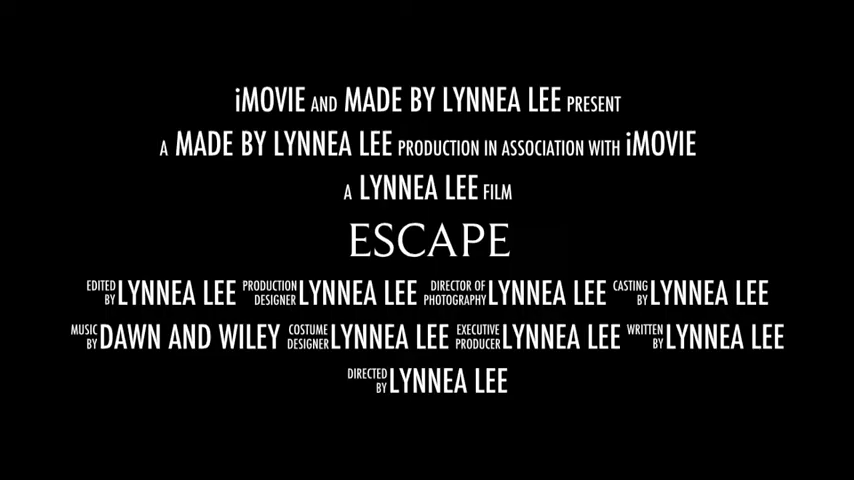 iMOVIE AND MADE BY LYNNEA LEE PRESENT
A MADE BY LYNNEA LEE PRODUCTION IN ASSOCIATION WITH iMOVIE
A LYNNEA LEE FILM
ESCAPE
EDITED BY LYNNEA LEE PRODUCTION DESIGNER LYNNEA LEE DIRECTOR OF PHOTOGRAPHY LYNNEA LEE CASTING BY LYNNEA LEE
MUSIC BY DAWN AND WILEY COSTUME DESIGNER LYNNEA LEE EXECUTIVE PRODUCER LYNNEA LEE WRITTEN BY LYNNEA LEE
DIRECTED BY LYNNEA LEE